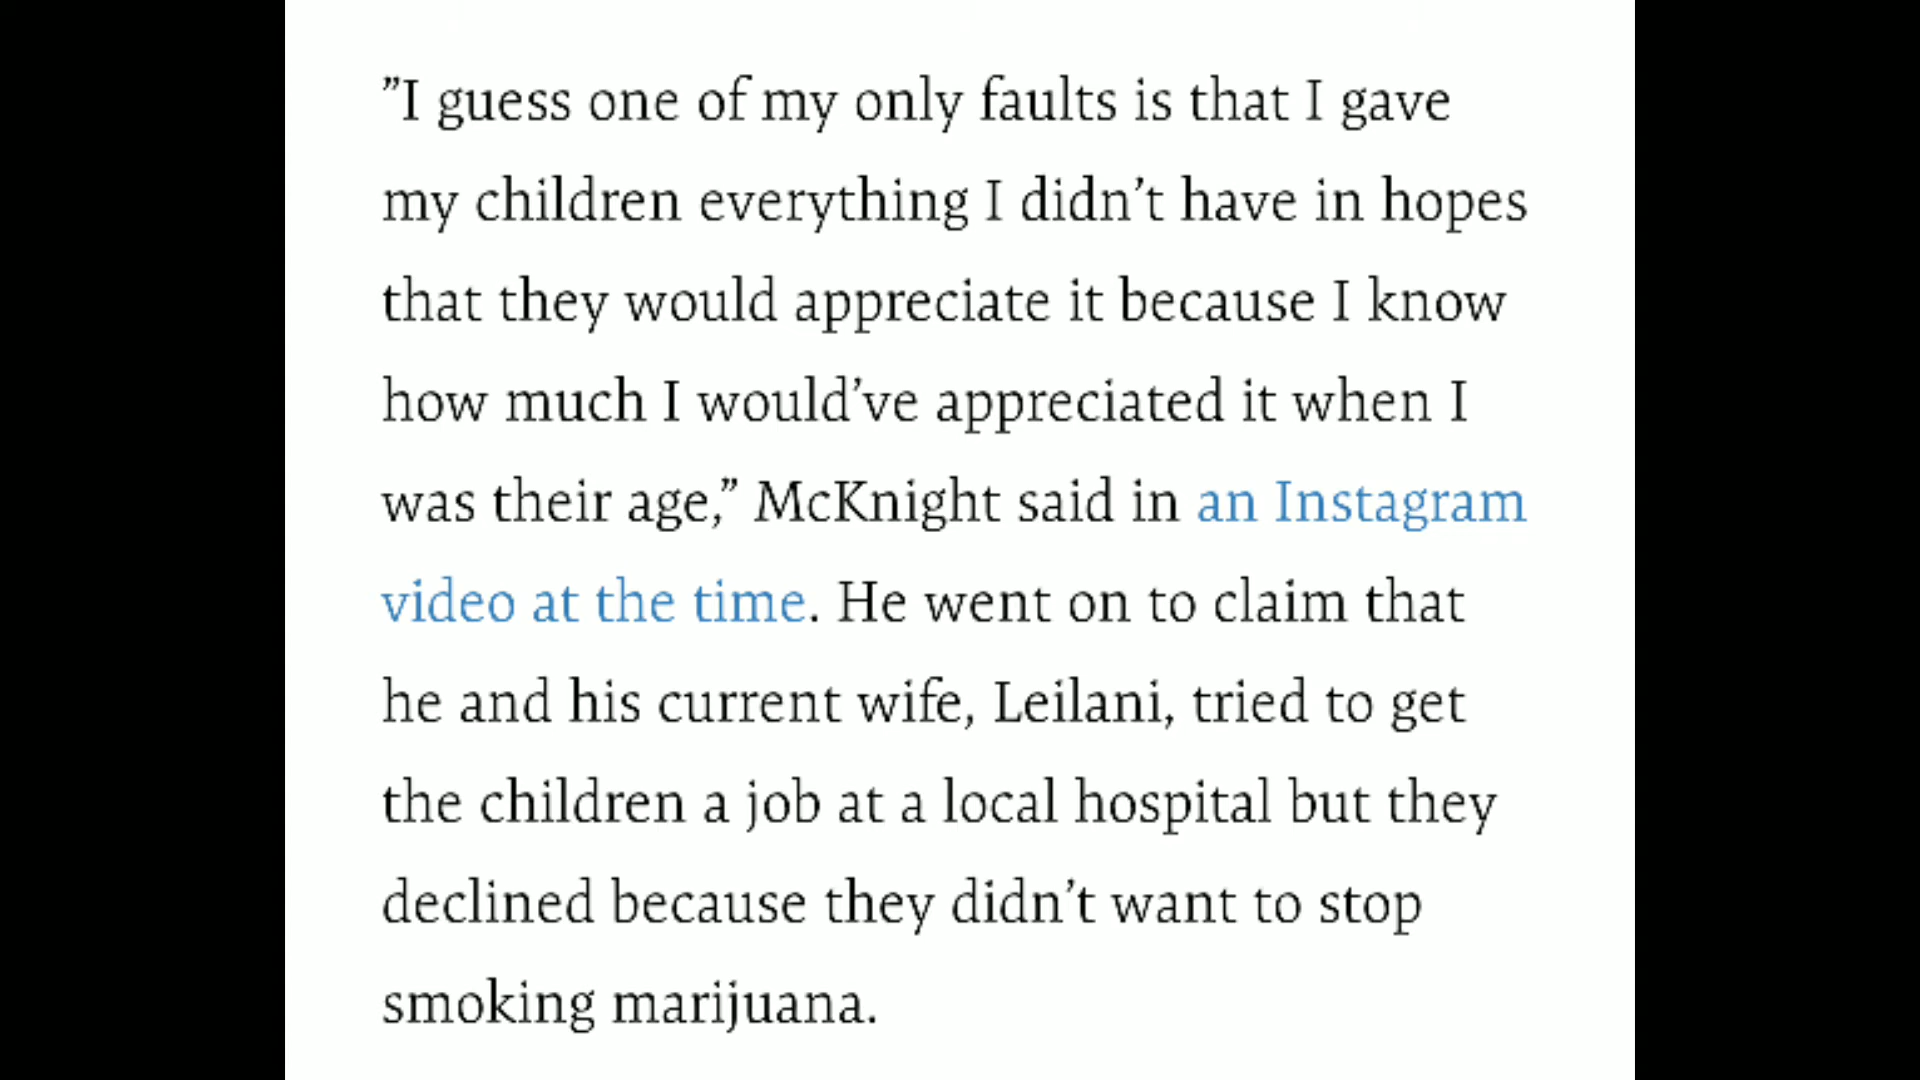 ”I guess one of my only faults is that I gave
my children everything I didn’t have in hopes
that they would appreciate it because I know
how much I would’ve appreciated it when I
was their age,” McKnight said in an Instagram
video at the time. He went on to claim that
he and his current wife, Leilani, tried to get
the children a job at a local hospital but they
declined because they didn’t want to stop
smoking marijuana.